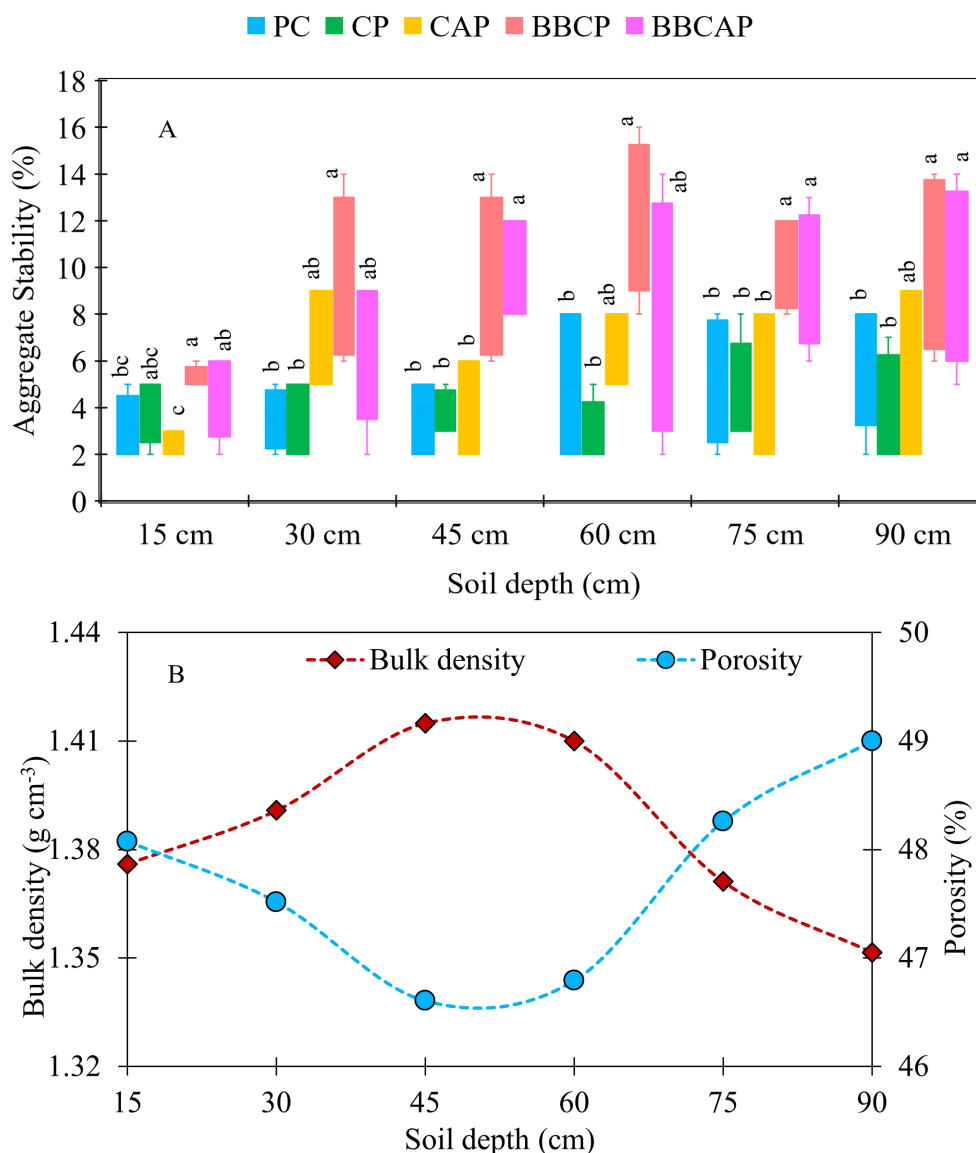 PC CP CAP BBCP BBCAP
A
Aggregate Stability (%)
18
16
14
12
10
8
6
4
2
0
bc abc c a ab
b b ab a ab
b b b a a
b b ab a ab
b b b a a
b b ab a a
15 cm 30 cm 45 cm 60 cm 75 cm 90 cm
Soil depth (cm)
B
Bulk density Porosity
Bulk density (g cm⁻³)
1.44
1.41
1.38
1.35
1.32
Porosity (%)
50
49
48
47
46
15 30 45 60 75 90
Soil depth (cm)